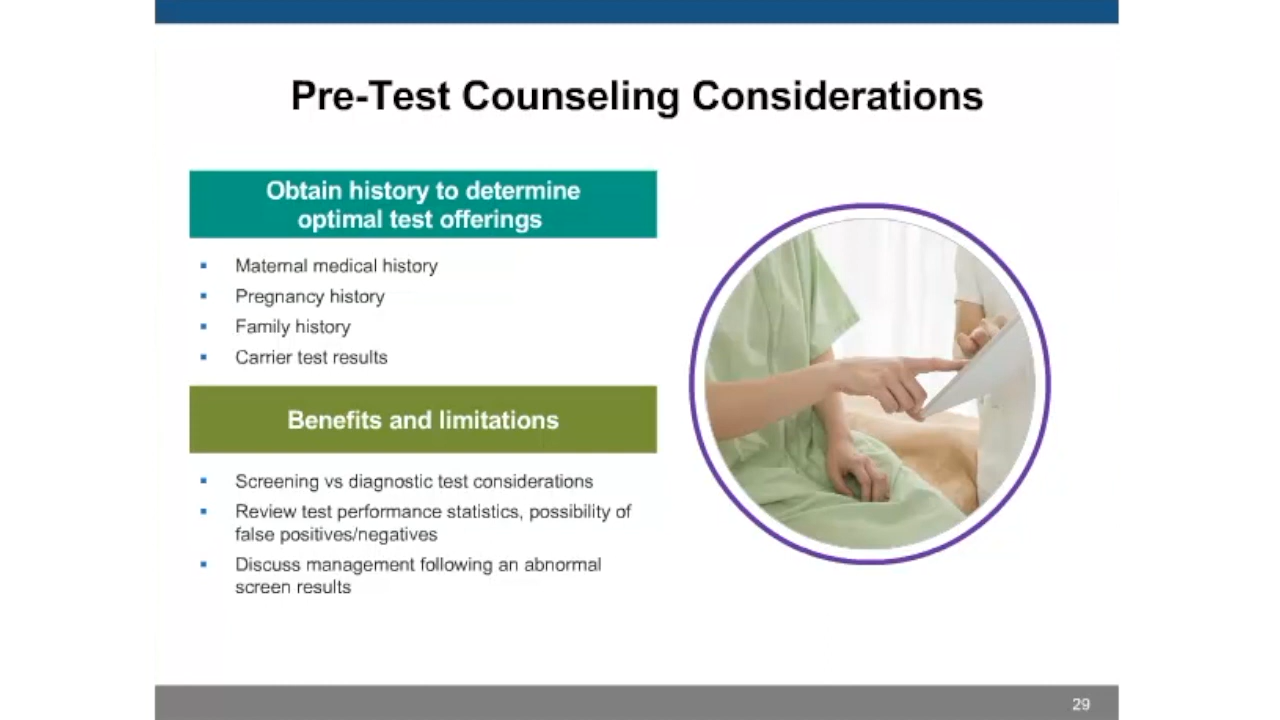 Pre-Test Counseling Considerations
Obtain history to determine
optimal test offerings
Maternal medical history
Pregnancy history
Family history
Carrier test results
Benefits and limitations
Screening vs diagnostic test considerations
Review test performance statistics, possibility of
false positives/negatives
Discuss management following an abnormal
screen results
29